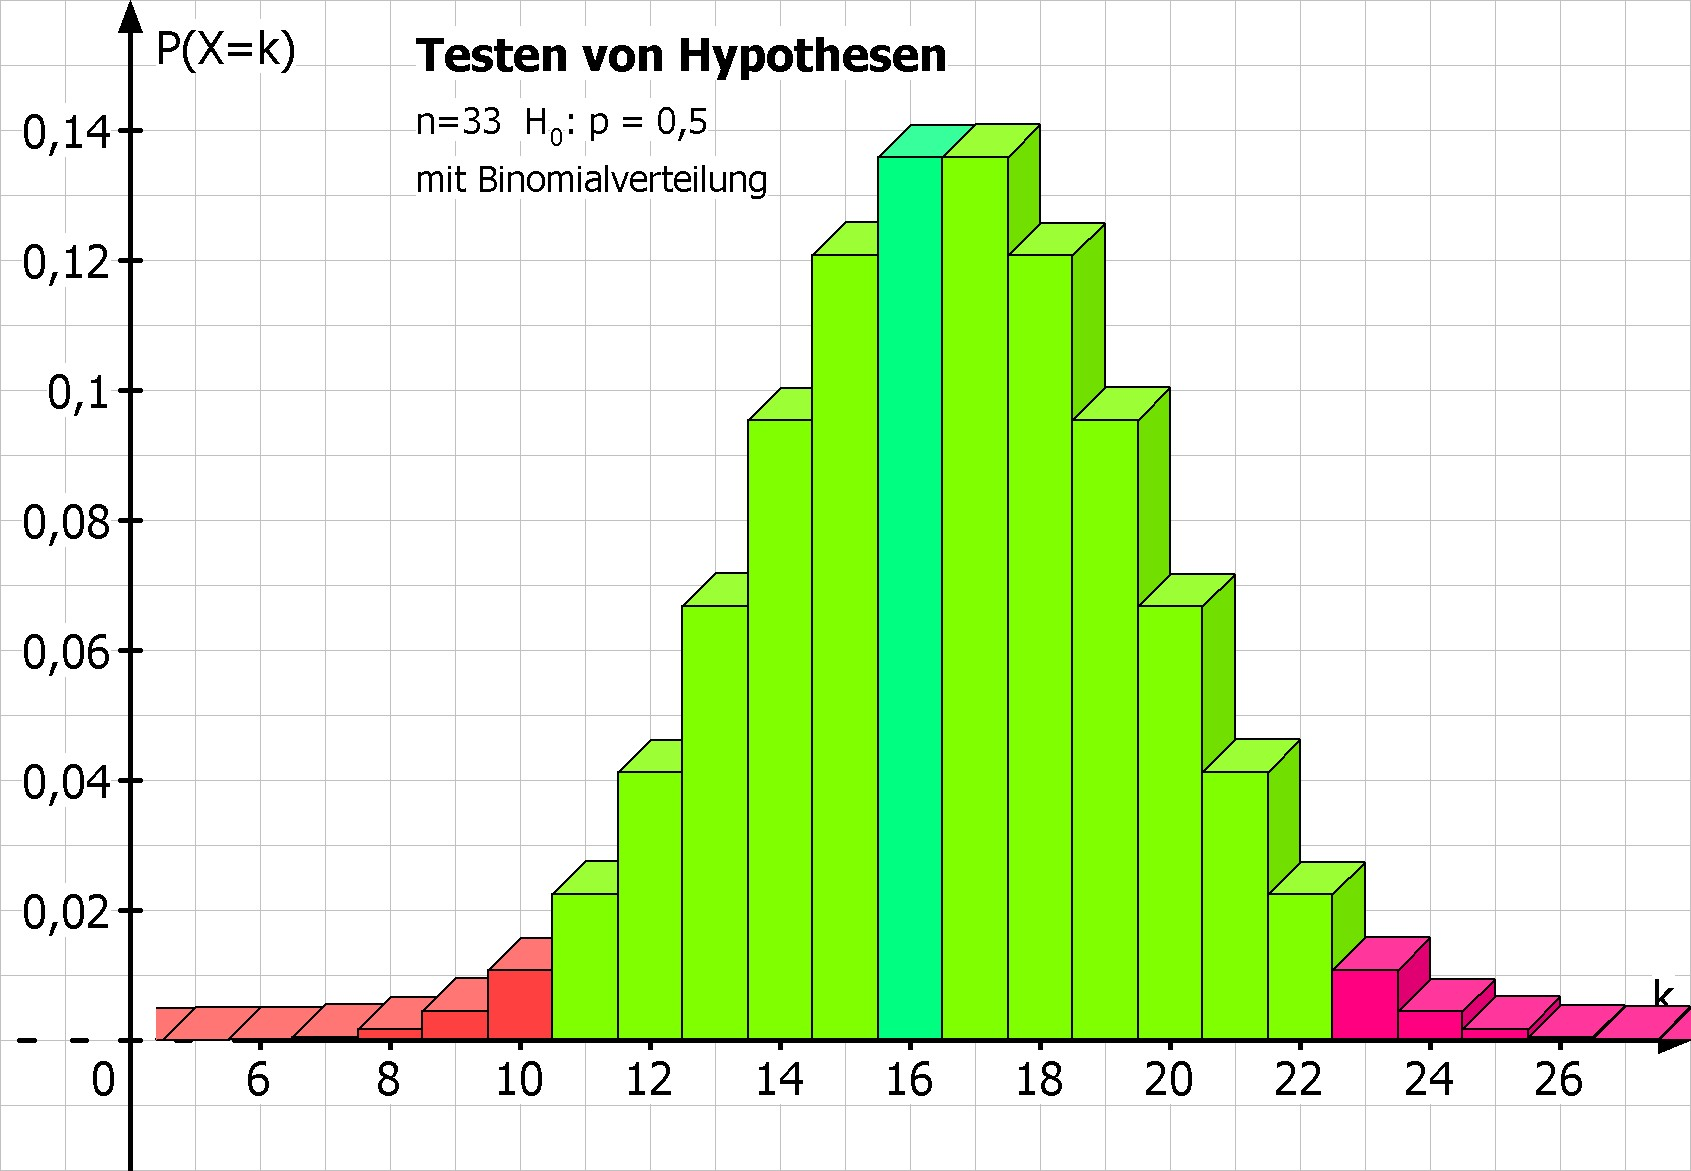 P(X=k)
Testen von Hypothesen
n=33 H₀: p = 0,5
mit Binomialverteilung
0,14
0,12
0,1
0,08
0,06
0,04
0,02
k
0 6 8 10 12 14 16 18 20 22 24 26